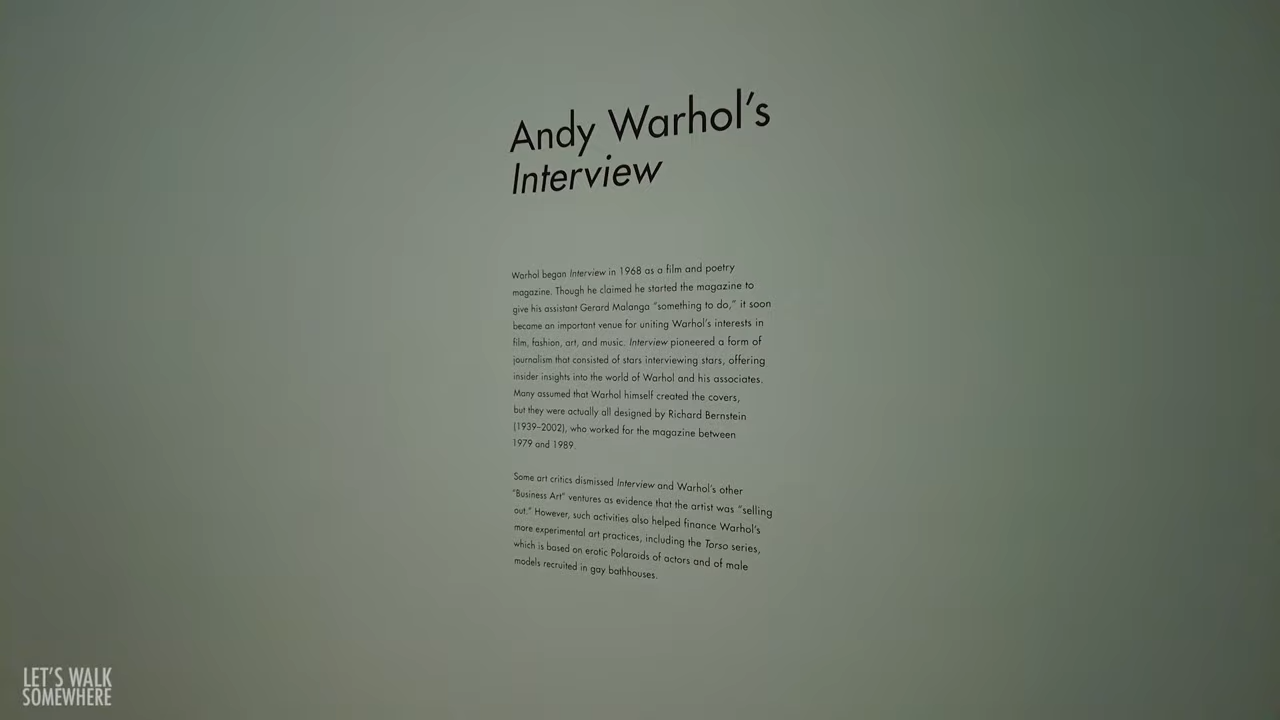 Andy Warhol's
Interview
Warhol began Interview in 1968 as a film and poetry
magazine. Though he claimed he started the magazine to
give his assistant Gerard Malanga "something to do," it soon
became an important venue for uniting Warhol's interests in
film, fashion, art, and music. Interview pioneered a form of
journalism that consisted of stars interviewing stars, offering
insider insights into the world of Warhol and his associates.
Many assumed that Warhol himself created the covers,
but they were actually all designed by Richard Bernstein
(1939–2002), who worked for the magazine between
1979 and 1989.
Some art critics dismissed Interview and Warhol's other
"Business Art" ventures as evidence that the artist was "selling
out." However, such activities also helped finance Warhol's
more experimental art practices, including the Torso series,
which is based on erotic Polaroids of actors and of male
models recruited in gay bathhouses.
LET'S WALK
SOMEWHERE